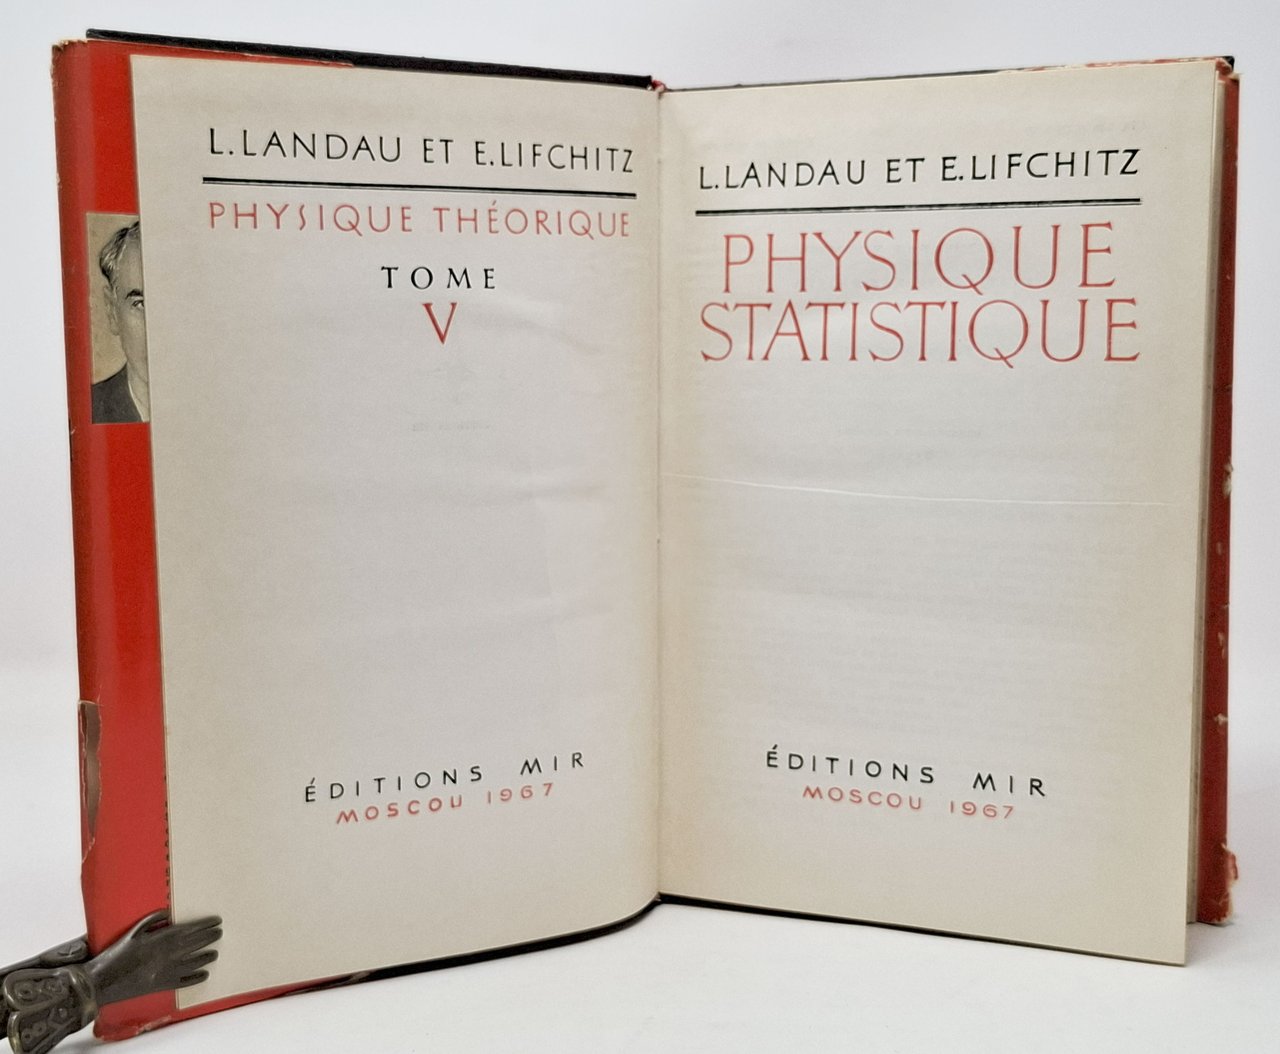 L. LANDAU ET E. LIFCHITZ
PHYSIQUE THÉORIQUE
TOME
V
ÉDITIONS MIR
MOSCOU 1967
L. LANDAU ET E. LIFCHITZ
PHYSIQUE
STATISTIQUE
ÉDITIONS MIR
MOSCOU 1967